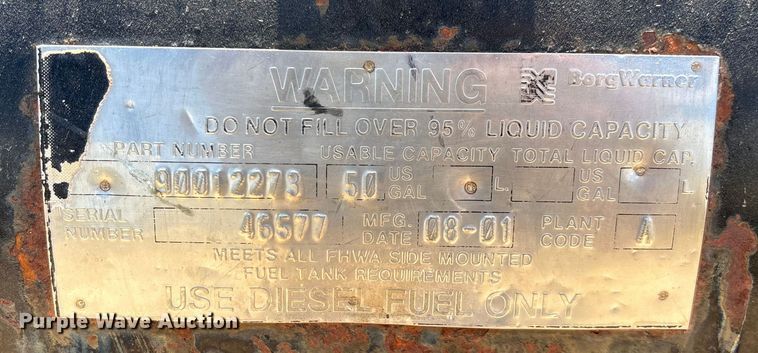 WARNING BorgWarner
DO NOT FILL OVER 95% LIQUID CAPACITY
PART NUMBER USABLE CAPACITY TOTAL LIQUID CAP.
90012273 50 US GAL L. US GAL L
SERIAL NUMBER 46577 MFG. DATE 08-01 PLANT CODE A
MEETS ALL FHWA SIDE MOUNTED
FUEL TANK REQUIREMENTS
USE DIESEL FUEL ONLY
Purple Wave Auction